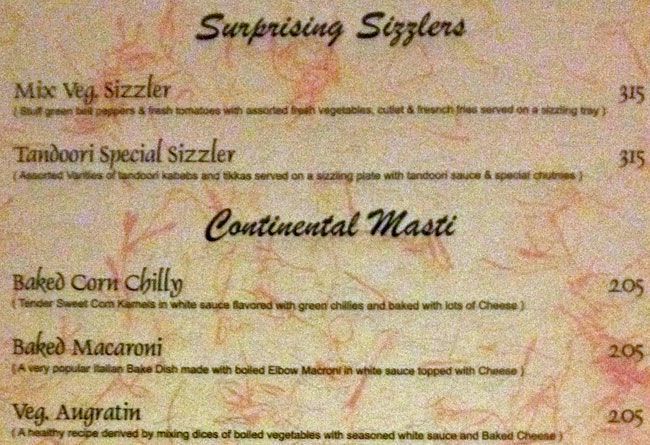 Surprising Sizzlers
Mix Veg. Sizzler 315
( Stuff green bell peppers & fresh tomatoes with assorted fresh vegetables, cutlet & fresnch fries served on a sizzling tray )
Tandoori Special Sizzler 315
( Assorted Varities of tandoori kababs and tikkas served on a sizzling plate with tandoori sauce & special chutnies )
Continental Masti
Baked Corn Chilly 205
( Tender Sweet Corn Kernels in white sauce flavored with green chillies and baked with lots of Cheese )
Baked Macaroni 205
( A very popular Italian Bake Dish made with boiled Elbow Macroni in white sauce topped with Cheese )
Veg. Augratin 205
( A healthy recipe derived by mixing dices of boiled vegetables with seasoned white sauce and Baked Cheese )